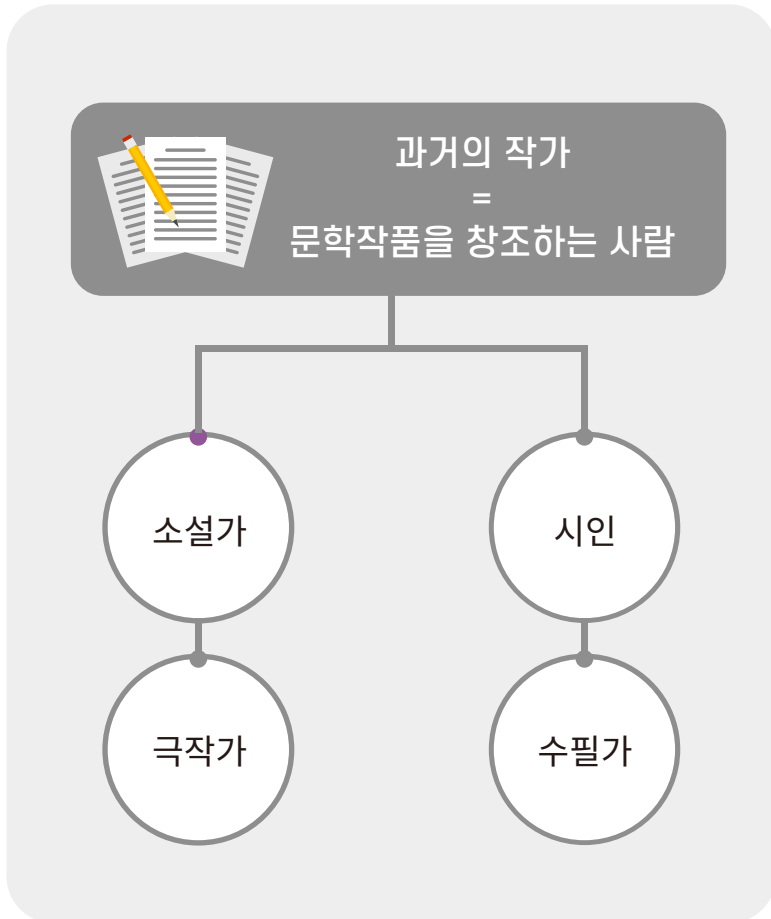 과거의 작가
=
문학작품을 창조하는 사람
소설가
시인
극작가
수필가